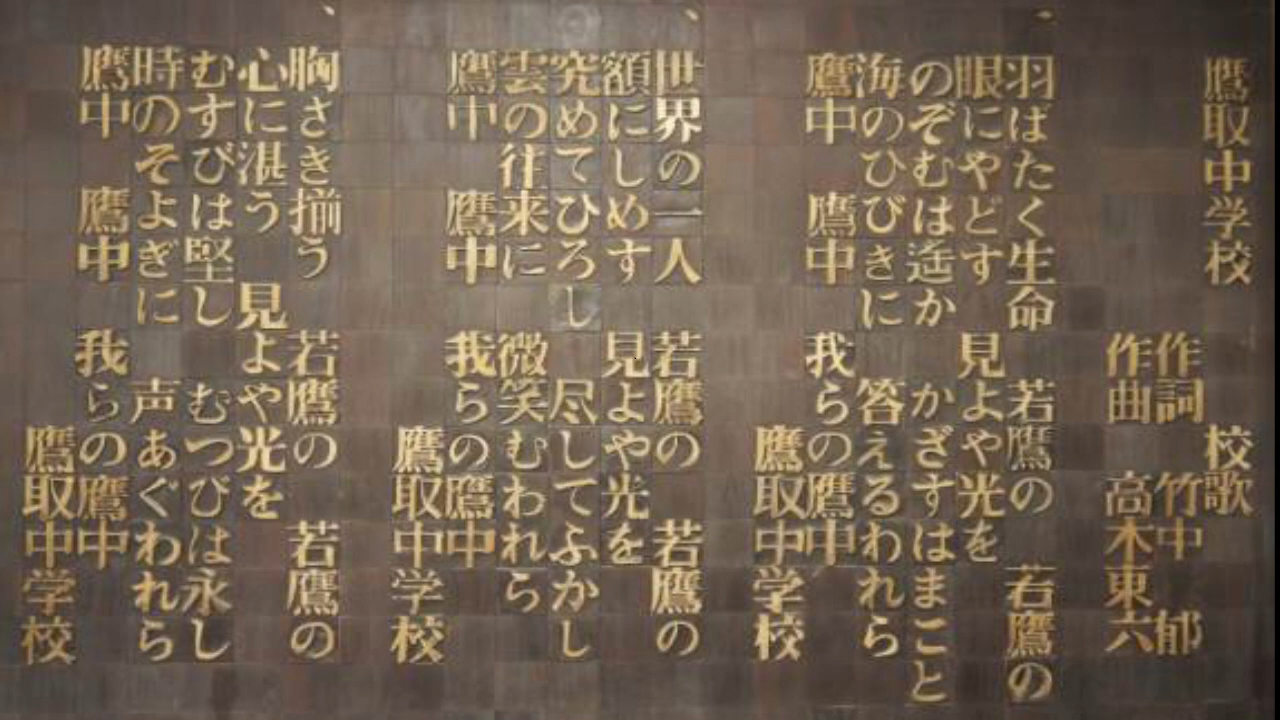 鷹取中学校 校歌
作詞 竹中 郁
作曲 高木東六
、
羽ばたく生命 若鷹の 若鷹の
眼にやどす 見よや光を
のぞむは遥か かざすはまこと
海のひびきに 答えるわれら
鷹中 鷹中 我らの鷹中
鷹取中学校
、
世界の一人 若鷹の 若鷹の
額にしめす 見よや光を
究めてひろし 尽してふかし
雲の往来に 微笑むわれら
鷹中 鷹中 我らの鷹中
鷹取中学校
、
胸さき揃う 若鷹の 若鷹の
心に湛う 見よや光を
むすびは堅し むつびは永し
時のそよぎに 声あぐわれら
鷹中 鷹中 我らの鷹中
鷹取中学校